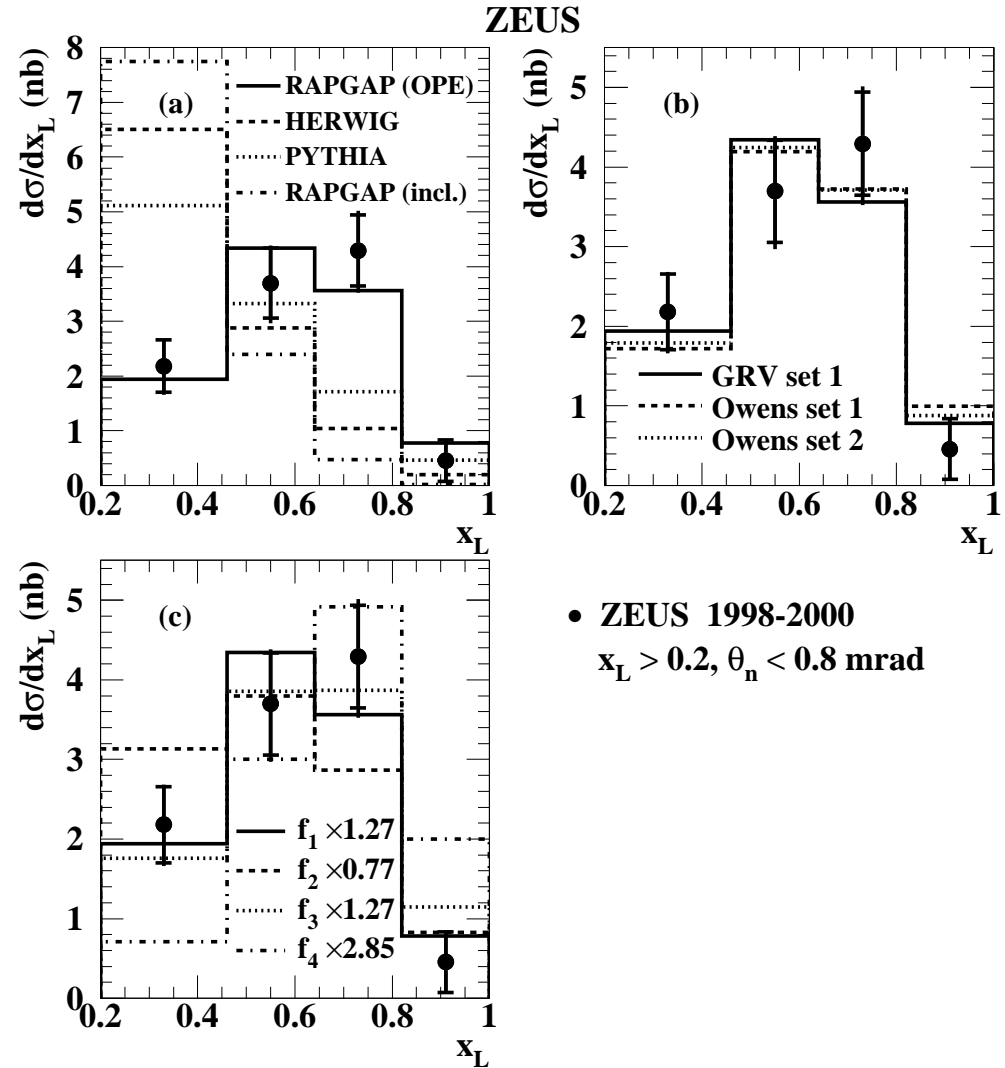 ZEUS
dσ/dx_L (nb)
(a)
RAPGAP (OPE)
HERWIG
PYTHIA
RAPGAP (incl.)
8
7
6
5
4
3
2
1
0
0.2 0.4 0.6 0.8 1
x_L
dσ/dx_L (nb)
(b)
5
4
3
2
1
0
GRV set 1
Owens set 1
Owens set 2
0.2 0.4 0.6 0.8 1
x_L
dσ/dx_L (nb)
(c)
5
4
3
2
1
0
f_1 ×1.27
f_2 ×0.77
f_3 ×1.27
f_4 ×2.85
0.2 0.4 0.6 0.8 1
x_L
• ZEUS 1998-2000
x_L > 0.2, θ_n < 0.8 mrad